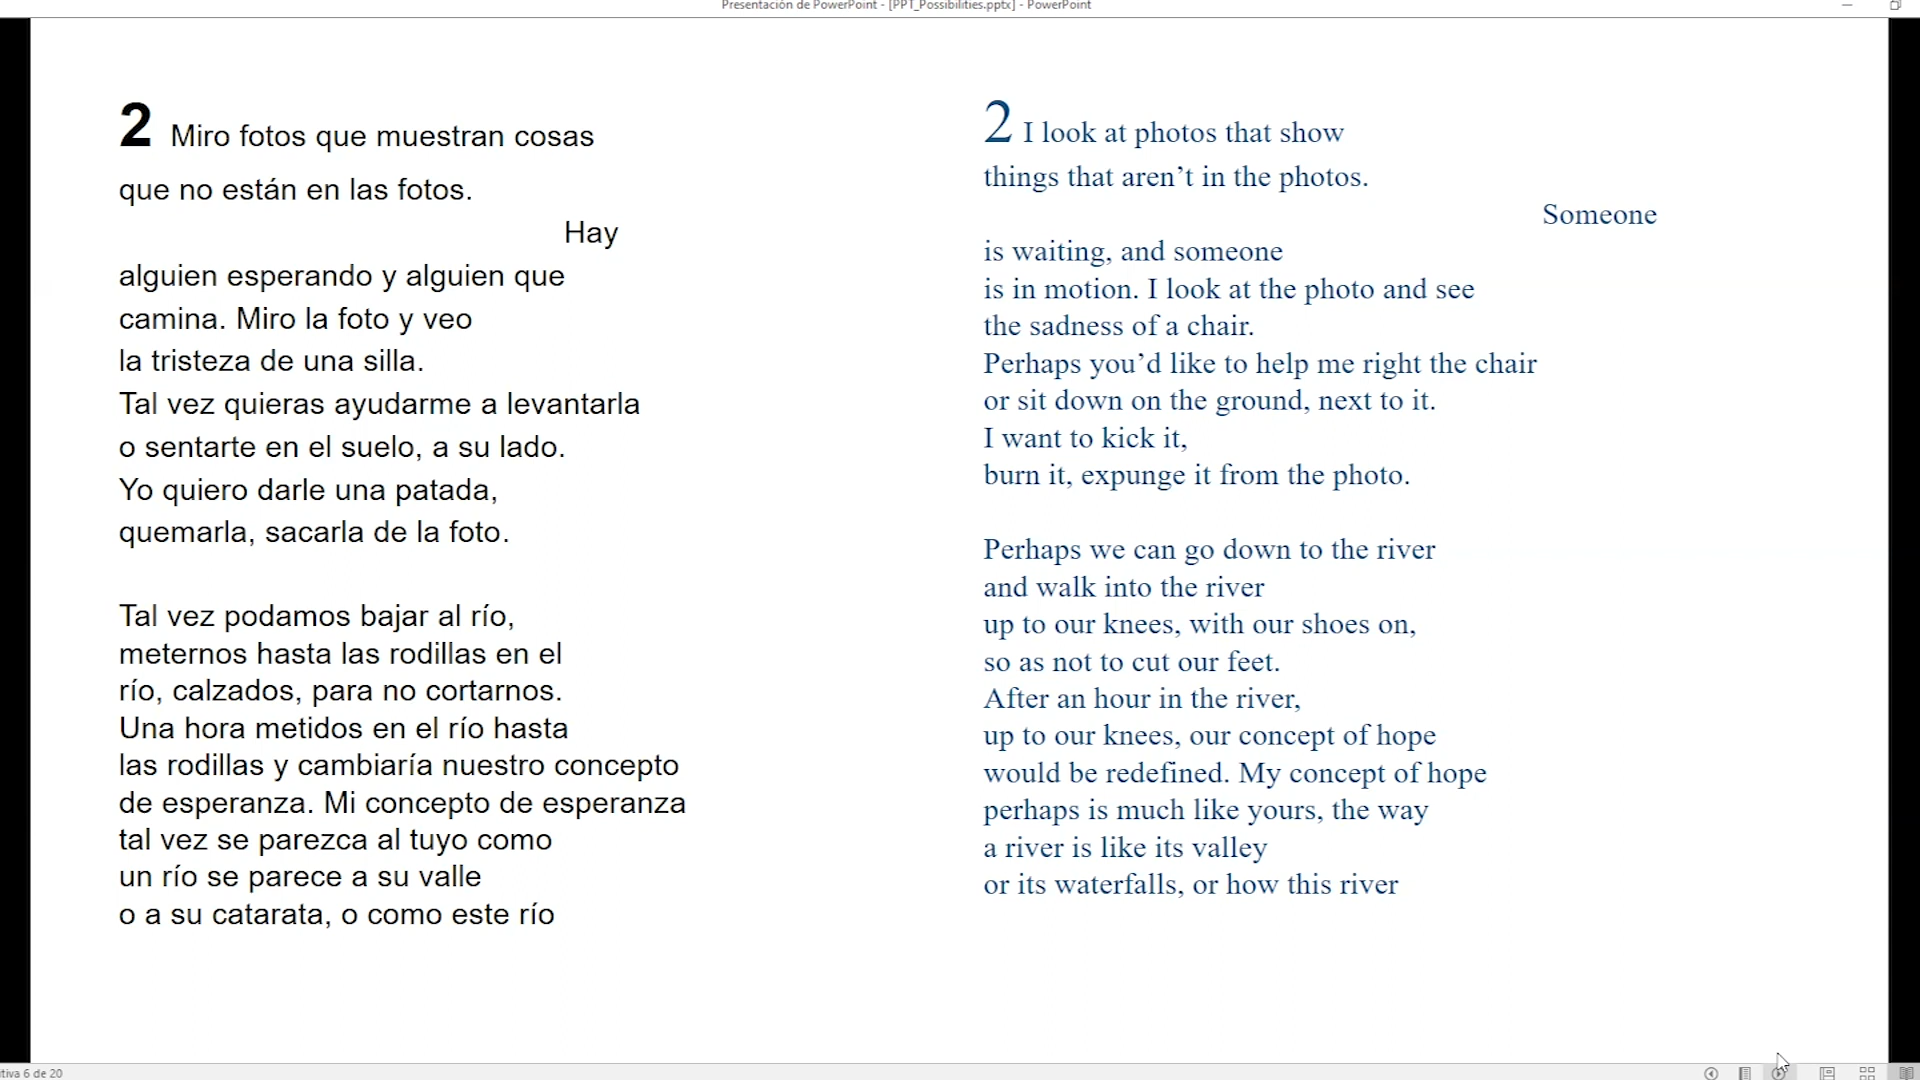 Presentación de PowerPoint - [PPT_Possibilities.pptx] - PowerPoint
2 Miro fotos que muestran cosas
que no están en las fotos.
Hay
alguien esperando y alguien que
camina. Miro la foto y veo
la tristeza de una silla.
Tal vez quieras ayudarme a levantarla
o sentarte en el suelo, a su lado.
Yo quiero darle una patada,
quemarla, sacarla de la foto.
Tal vez podamos bajar al río,
meternos hasta las rodillas en el
río, calzados, para no cortarnos.
Una hora metidos en el río hasta
las rodillas y cambiaría nuestro concepto
de esperanza. Mi concepto de esperanza
tal vez se parezca al tuyo como
un río se parece a su valle
o a su catarata, o como este río
2 I look at photos that show
things that aren’t in the photos.
Someone
is waiting, and someone
is in motion. I look at the photo and see
the sadness of a chair.
Perhaps you’d like to help me right the chair
or sit down on the ground, next to it.
I want to kick it,
burn it, expunge it from the photo.
Perhaps we can go down to the river
and walk into the river
up to our knees, with our shoes on,
so as not to cut our feet.
After an hour in the river,
up to our knees, our concept of hope
would be redefined. My concept of hope
perhaps is much like yours, the way
a river is like its valley
or its waterfalls, or how this river
itiva 6 de 20